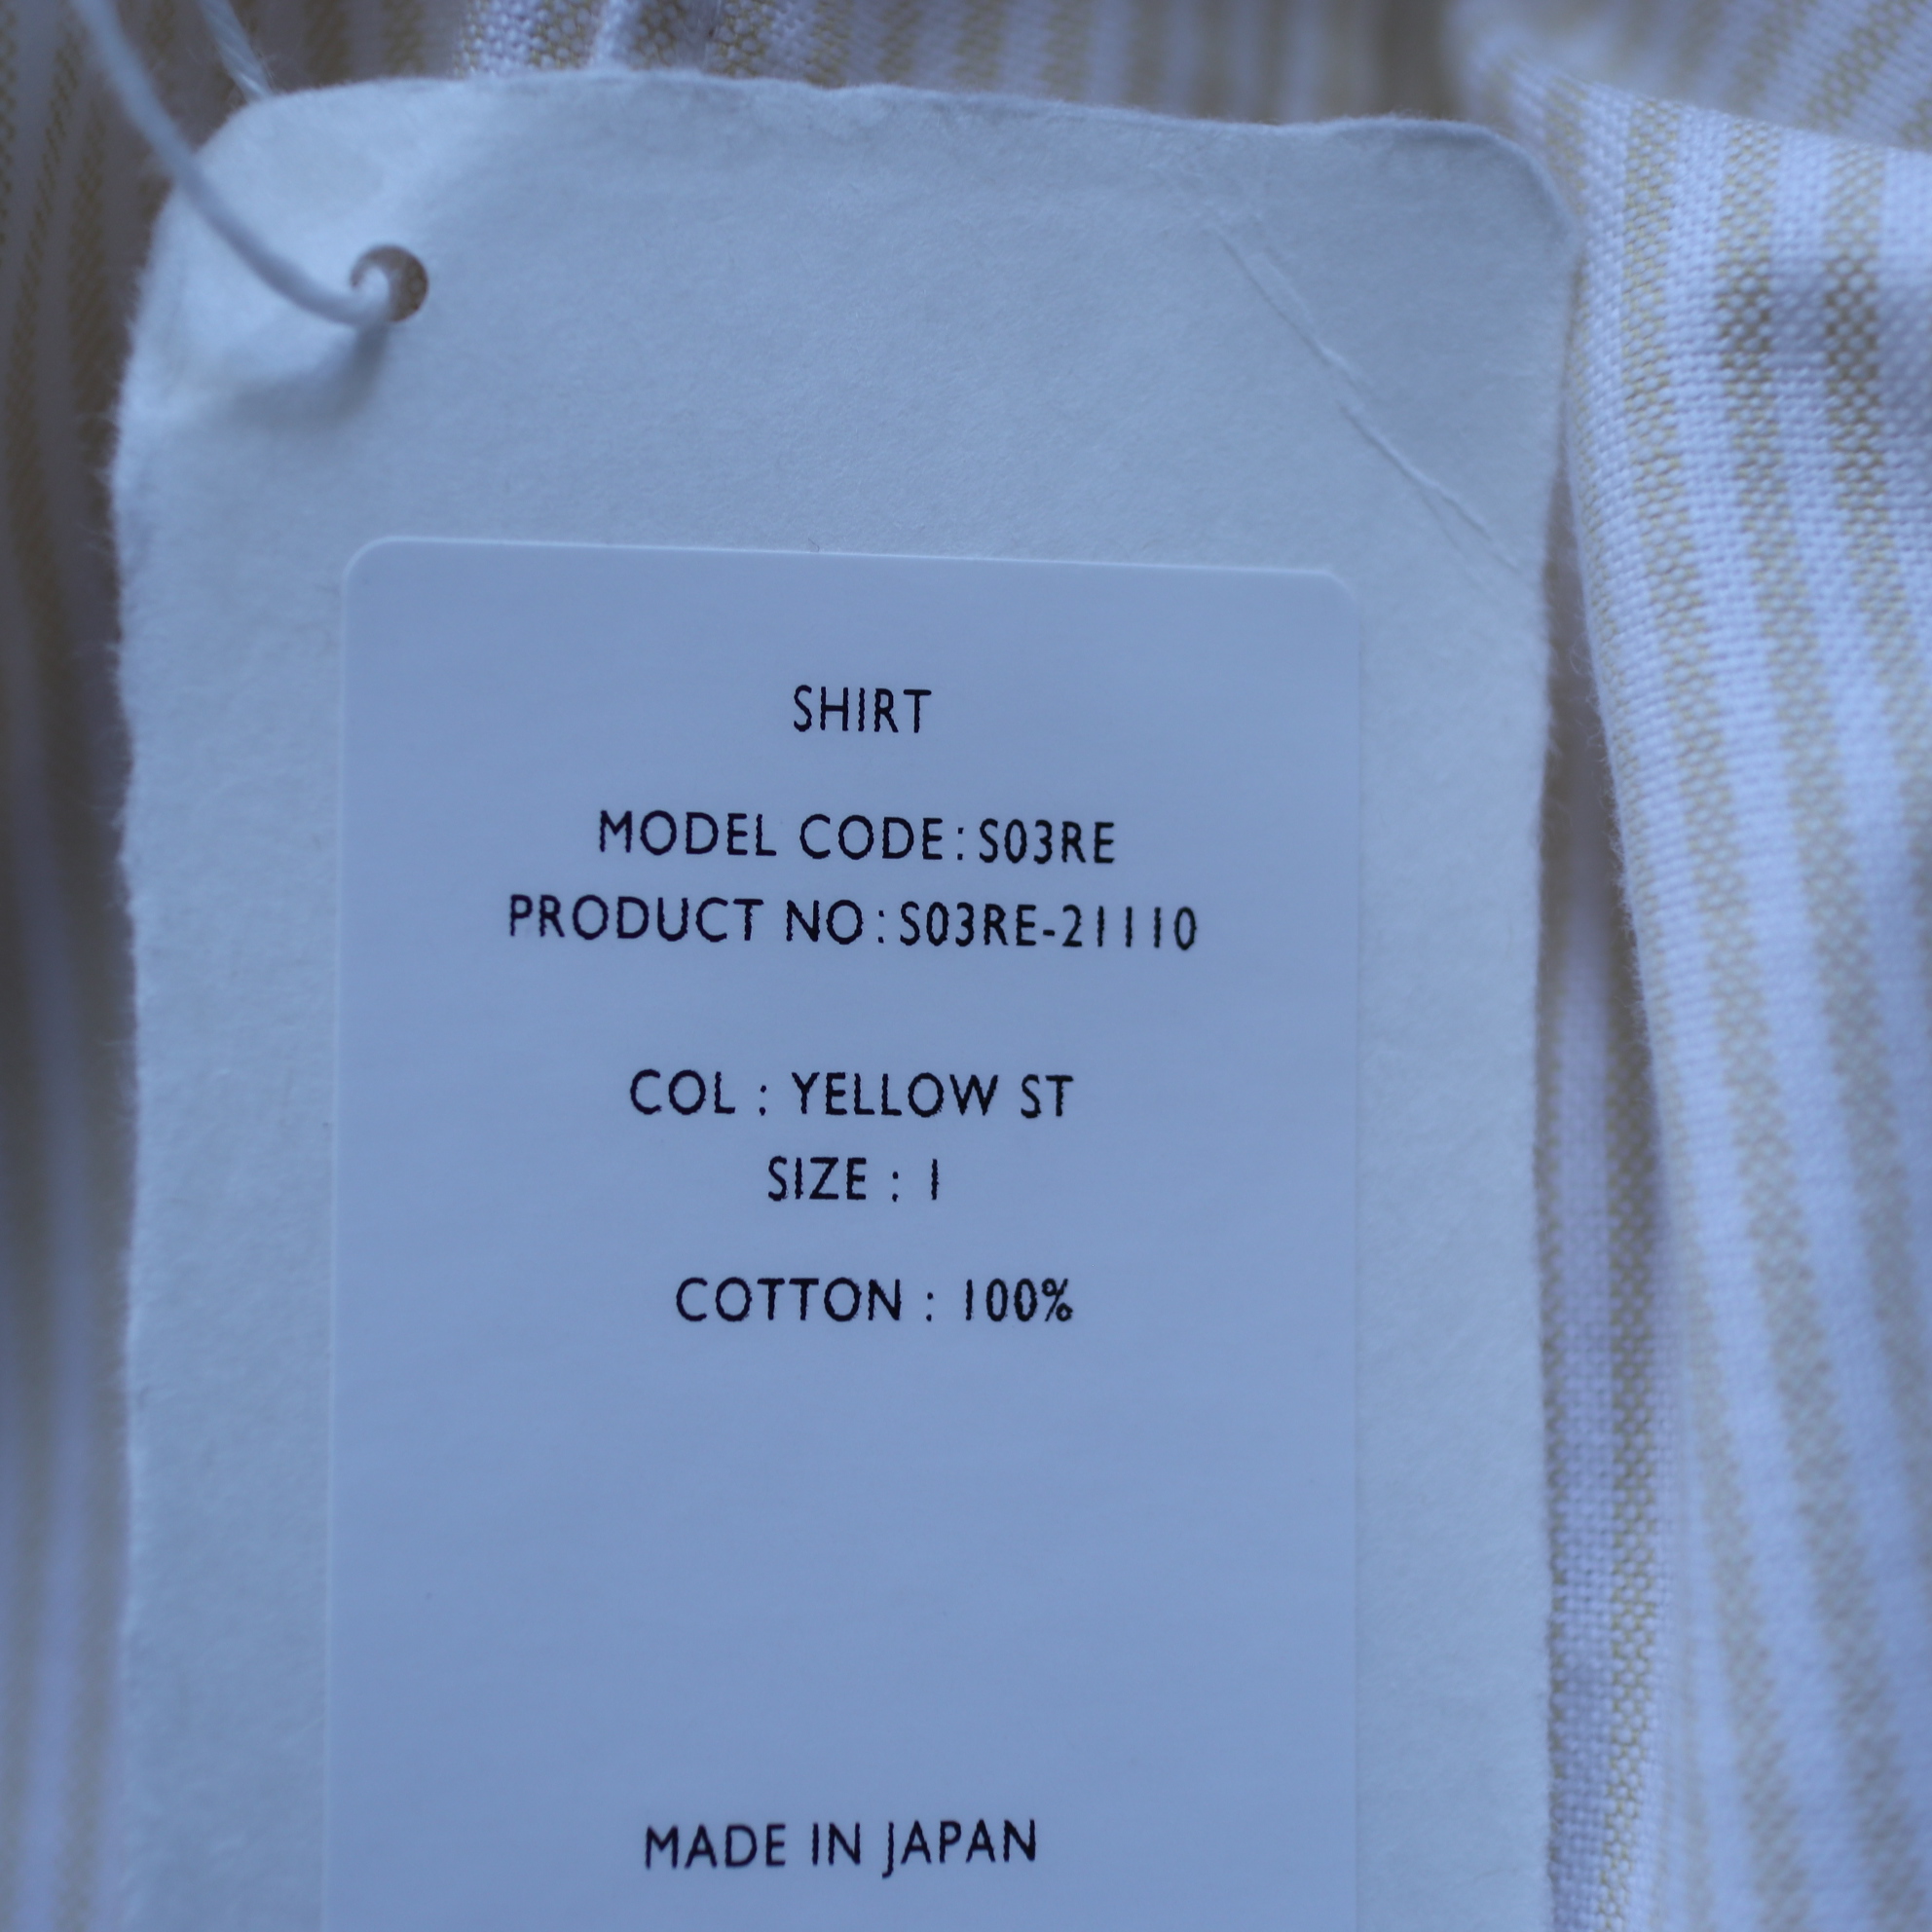 SHIRT
MODEL CODE:S03RE
PRODUCT NO:S03RE-21110
COL : YELLOW ST
SIZE : 1
COTTON : 100%
MADE IN JAPAN